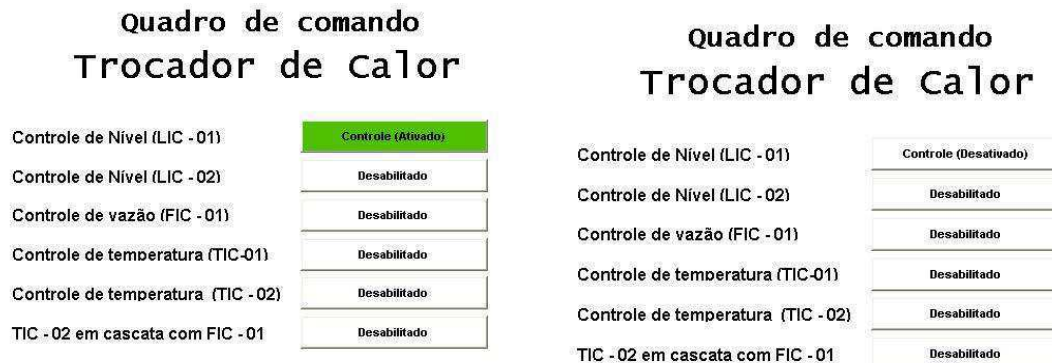 Quadro de comando
Trocador de Calor
Controle de Nível (LIC - 01) Controle (Ativado)
Controle de Nível (LIC - 02) Desabilitado
Controle de vazão (FIC - 01) Desabilitado
Controle de temperatura (TIC-01) Desabilitado
Controle de temperatura (TIC - 02) Desabilitado
TIC - 02 em cascata com FIC - 01 Desabilitado
Quadro de comando
Trocador de Calor
Controle de Nível (LIC - 01) Controle (Desativado)
Controle de Nível (LIC - 02) Desabilitado
Controle de vazão (FIC - 01) Desabilitado
Controle de temperatura (TIC-01) Desabilitado
Controle de temperatura (TIC - 02) Desabilitado
TIC - 02 em cascata com FIC - 01 Desabilitado